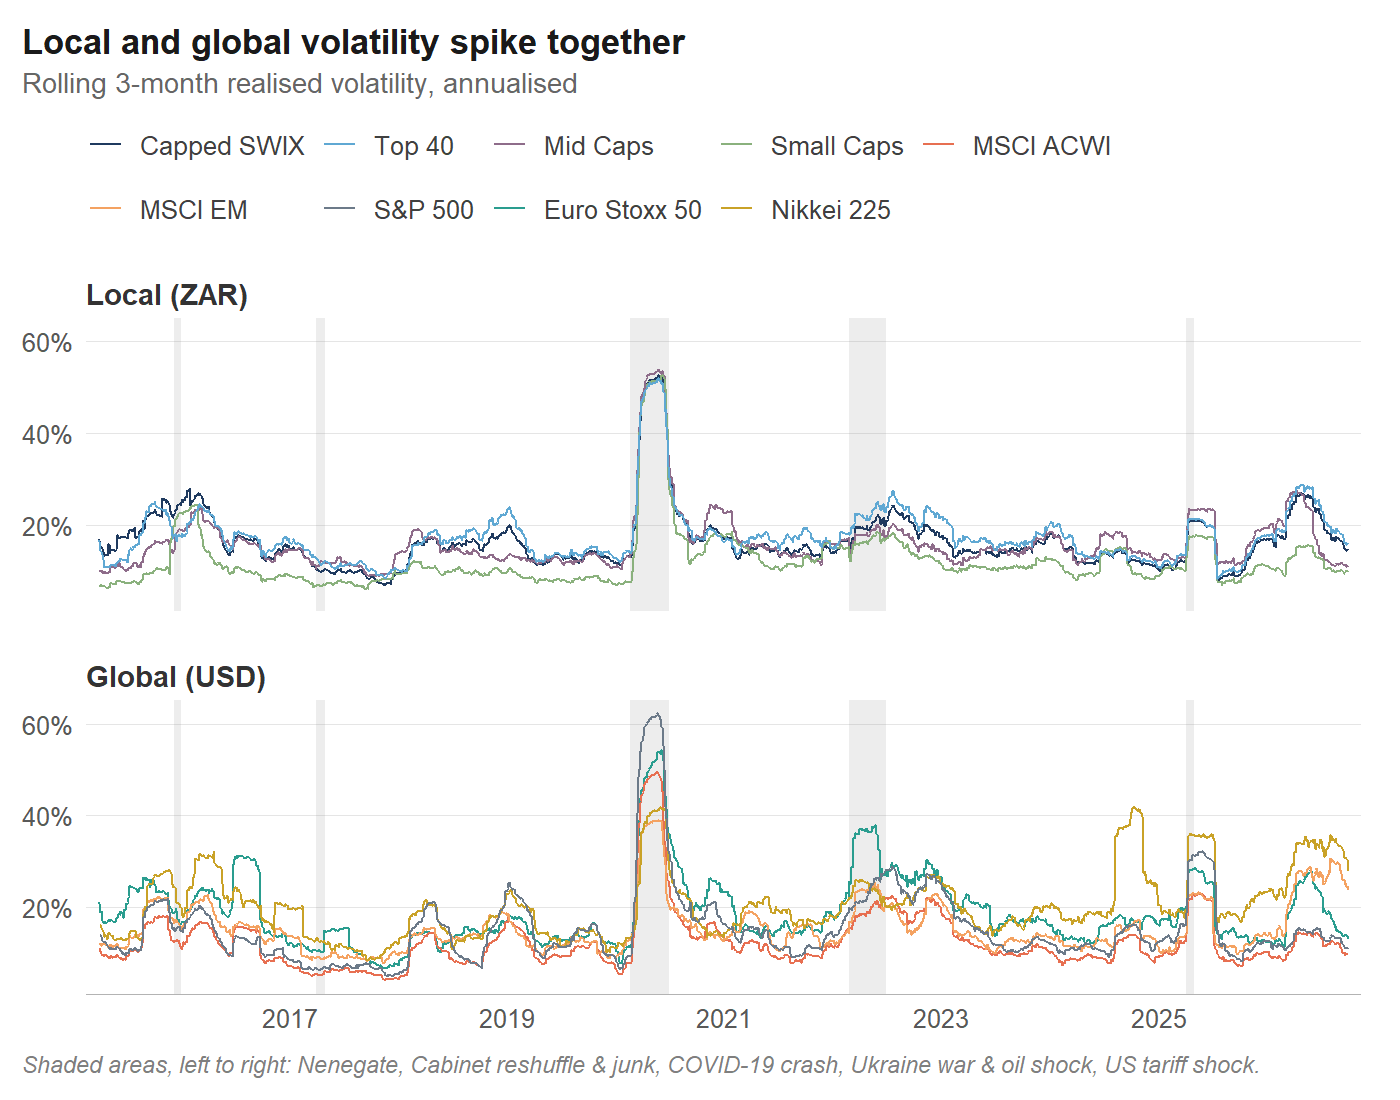 Local and global volatility spike together
Rolling 3-month realised volatility, annualised
Capped SWIX Top 40 Mid Caps Small Caps MSCI ACWI
MSCI EM S&P 500 Euro Stoxx 50 Nikkei 225
Local (ZAR)
60%
40%
20%
Global (USD)
60%
40%
20%
2017 2019 2021 2023 2025
Shaded areas, left to right: Nenegate, Cabinet reshuffle & junk, COVID-19 crash, Ukraine war & oil shock, US tariff shock.